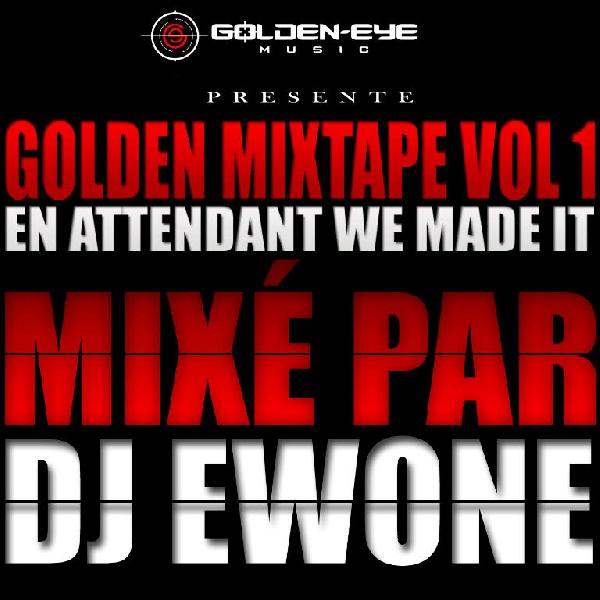 GOLDEN-EYE
MUSIC
PRESENTE
GOLDEN MIXTAPE VOL 1
EN ATTENDANT WE MADE IT
MIXÉ PAR
DJ EWONE